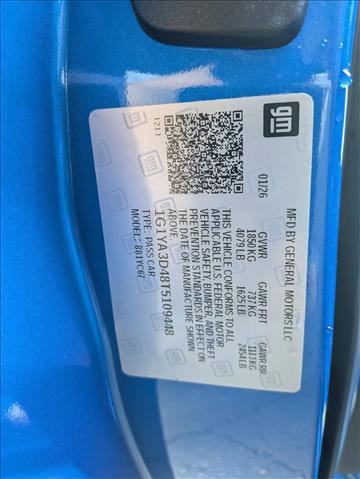 gm
MFD BY GENERAL MOTORS LLC
01/26 GVWR GAWR FRT GAWR RR
1850 KG 737 KG 1113 KG
4079 LB 1625 LB 2454 LB
THIS VEHICLE CONFORMS TO ALL
APPLICABLE U.S. FEDERAL MOTOR
VEHICLE SAFETY, BUMPER, AND THEFT
PREVENTION STANDARDS IN EFFECT ON
THE DATE OF MANUFACTURE SHOWN
ABOVE.
1G1YA3D48T5109448
TYPE: PASS CAR
MODEL: 881YC67
121J